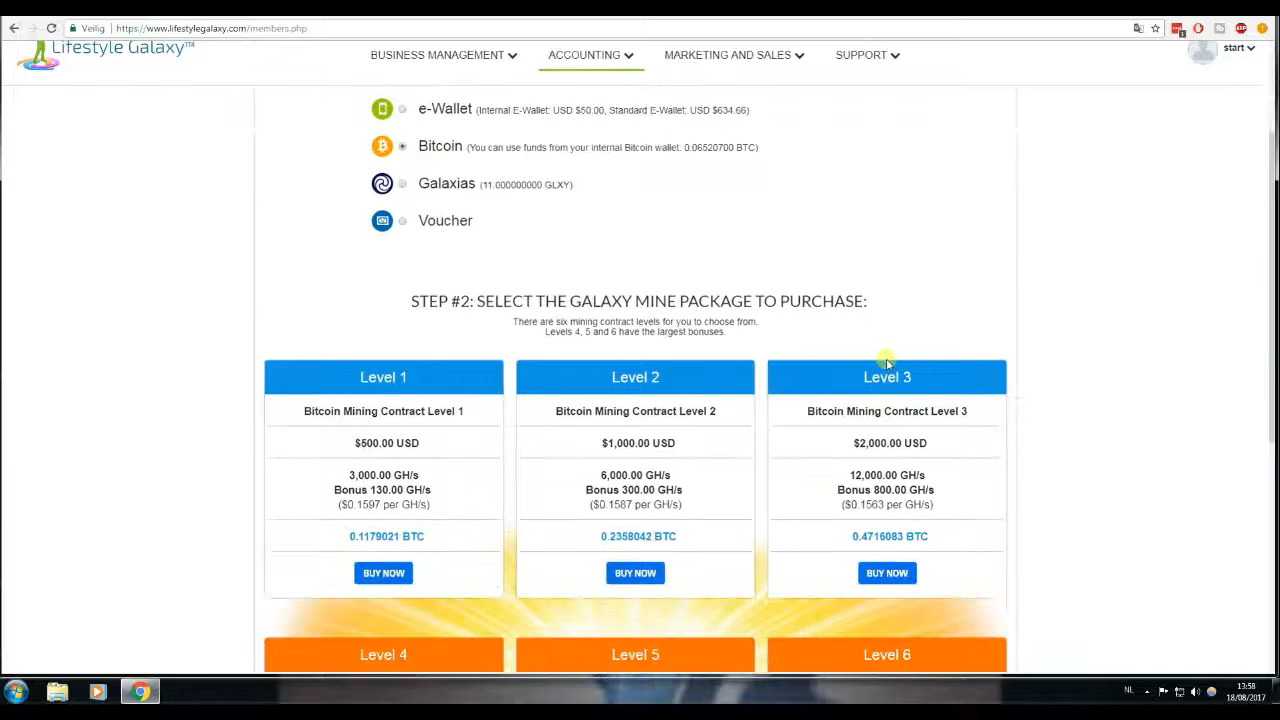 Veilig
https://www.lifestylegalaxy.com/members.php
Lifestyle Galaxy™
BUSINESS MANAGEMENT
ACCOUNTING
MARKETING AND SALES
SUPPORT
start
e-Wallet (Internal E-Wallet: USD $50.00, Standard E-Wallet: USD $634.66)
Bitcoin (You can use funds from your internal Bitcoin wallet: 0.06520700 BTC)
Galaxias (11.000000000 GLXY)
Voucher
STEP #2: SELECT THE GALAXY MINE PACKAGE TO PURCHASE:
There are six mining contract levels for you to choose from.
Levels 4, 5 and 6 have the largest bonuses.
Level 1
Bitcoin Mining Contract Level 1
$500.00 USD
3,000.00 GH/s
Bonus 130.00 GH/s
($0.1597 per GH/s)
0.1179021 BTC
BUY NOW
Level 2
Bitcoin Mining Contract Level 2
$1,000.00 USD
6,000.00 GH/s
Bonus 300.00 GH/s
($0.1587 per GH/s)
0.2358042 BTC
BUY NOW
Level 3
Bitcoin Mining Contract Level 3
$2,000.00 USD
12,000.00 GH/s
Bonus 800.00 GH/s
($0.1563 per GH/s)
0.4716083 BTC
BUY NOW
Level 4
Level 5
Level 6
NL
13:58
18/08/2017